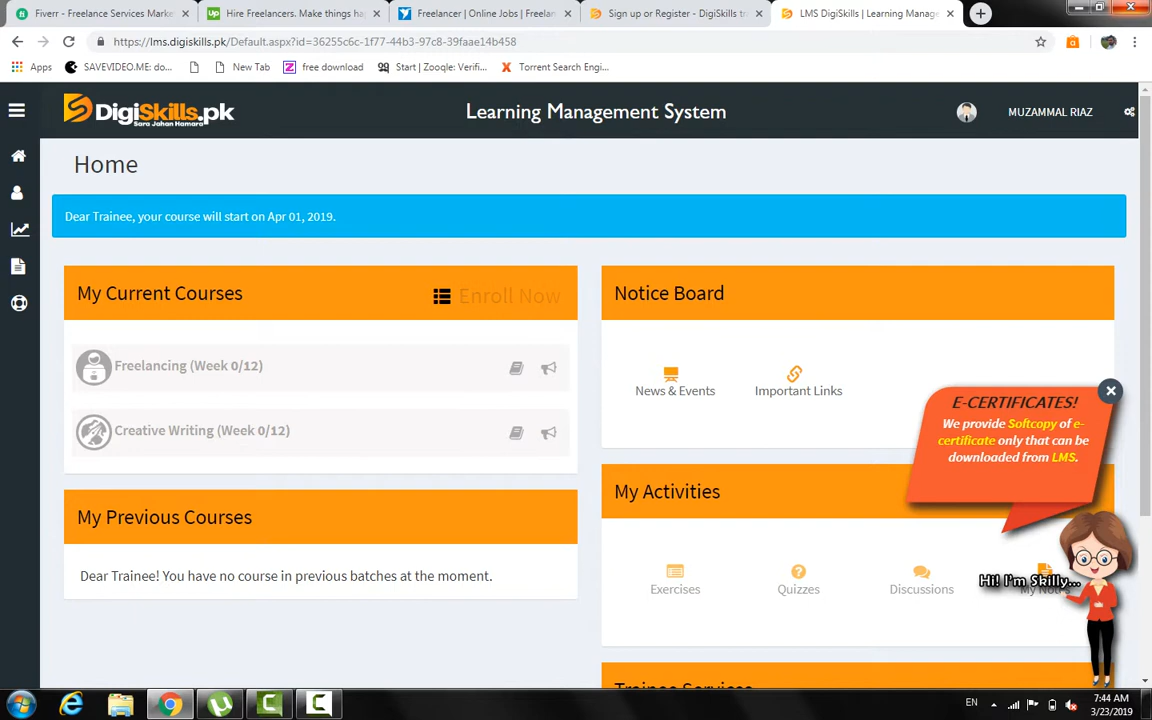 Fiverr - Freelance Services Marke
Hire Freelancers. Make things ha
Freelancer | Online Jobs | Freelan
Sign up or Register - DigiSkills tr
LMS DigiSkills | Learning Manage
https://lms.digiskills.pk/Default.aspx?id=36255c6c-1f77-44b3-97c8-39faae14b458
Apps
SAVEVIDEO.ME: do...
New Tab
free download
Start | Zooqle: Verifi...
Torrent Search Engi...
DigiSkills.pk
Sara Jahan Hamara
Learning Management System
MUZAMMAL RIAZ
Home
Dear Trainee, your course will start on Apr 01, 2019.
My Current Courses
Enroll Now
Freelancing (Week 0/12)
Creative Writing (Week 0/12)
My Previous Courses
Dear Trainee! You have no course in previous batches at the moment.
Notice Board
News & Events
Important Links
E-CERTIFICATES!
We provide Softcopy of e-
certificate only that can be
downloaded from LMS.
My Activities
Exercises
Quizzes
Discussions
My Notes
Hi! I'm Skilly...
Trainee Services
EN
7:44 AM
3/23/2019